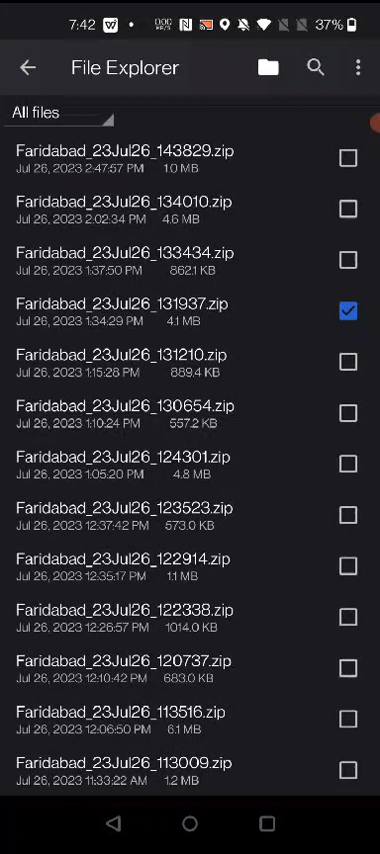 7:42 W 0.00 KB/S 37%
File Explorer
All files
Faridabad_23Jul26_143829.zip
Jul 26, 2023 2:47:57 PM 1.0 MB
Faridabad_23Jul26_134010.zip
Jul 26, 2023 2:02:34 PM 4.6 MB
Faridabad_23Jul26_133434.zip
Jul 26, 2023 1:37:50 PM 862.1 KB
Faridabad_23Jul26_131937.zip
Jul 26, 2023 1:34:29 PM 4.1 MB
Faridabad_23Jul26_131210.zip
Jul 26, 2023 1:15:28 PM 889.4 KB
Faridabad_23Jul26_130654.zip
Jul 26, 2023 1:10:24 PM 557.2 KB
Faridabad_23Jul26_124301.zip
Jul 26, 2023 1:05:20 PM 4.8 MB
Faridabad_23Jul26_123523.zip
Jul 26, 2023 12:37:42 PM 573.0 KB
Faridabad_23Jul26_122914.zip
Jul 26, 2023 12:35:17 PM 1.1 MB
Faridabad_23Jul26_122338.zip
Jul 26, 2023 12:26:57 PM 1014.0 KB
Faridabad_23Jul26_120737.zip
Jul 26, 2023 12:10:42 PM 683.0 KB
Faridabad_23Jul26_113516.zip
Jul 26, 2023 12:06:50 PM 6.1 MB
Faridabad_23Jul26_113009.zip
Jul 26, 2023 11:33:22 AM 1.2 MB